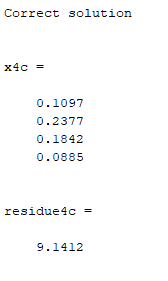 Correct solution
x4c =
0.1097
0.2377
0.1842
0.0885
residue4c =
9.1412